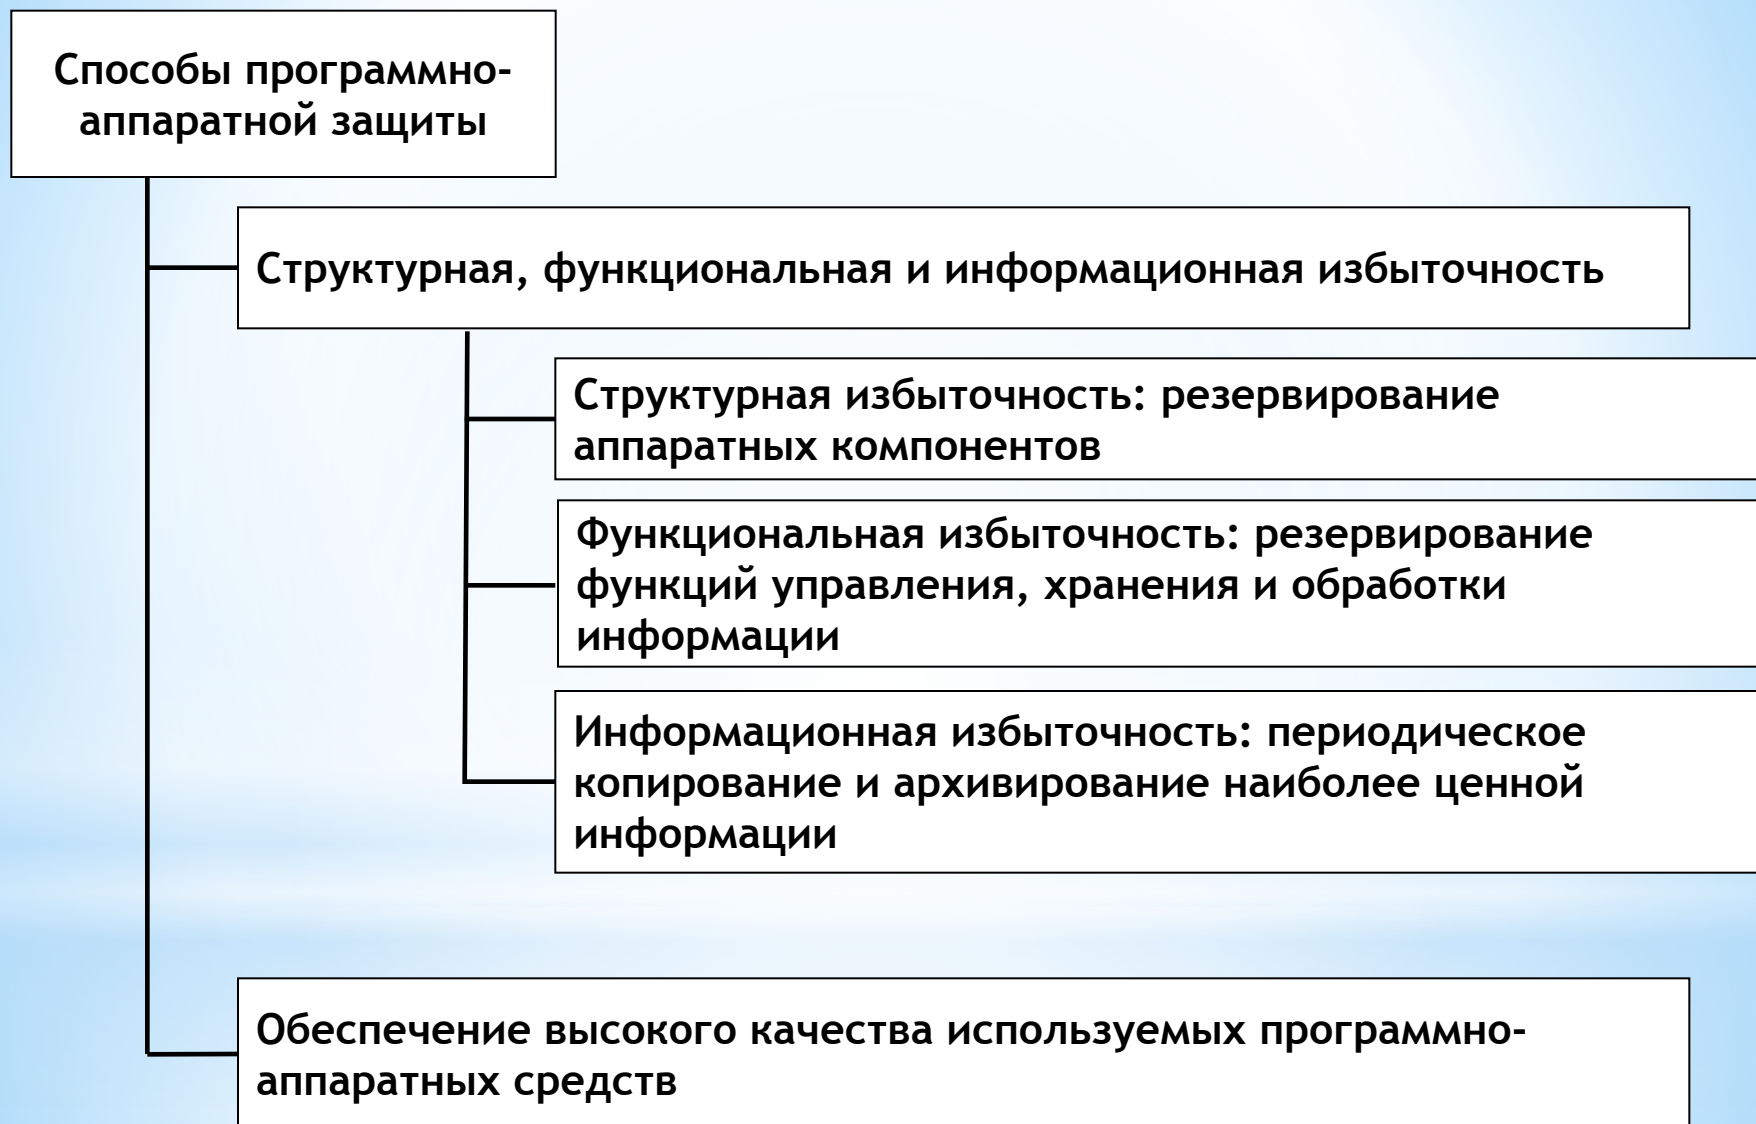 Способы программно-
аппаратной защиты
Структурная, функциональная и информационная избыточность
Структурная избыточность: резервирование
аппаратных компонентов
Функциональная избыточность: резервирование
функций управления, хранения и обработки
информации
Информационная избыточность: периодическое
копирование и архивирование наиболее ценной
информации
Обеспечение высокого качества используемых программно-
аппаратных средств